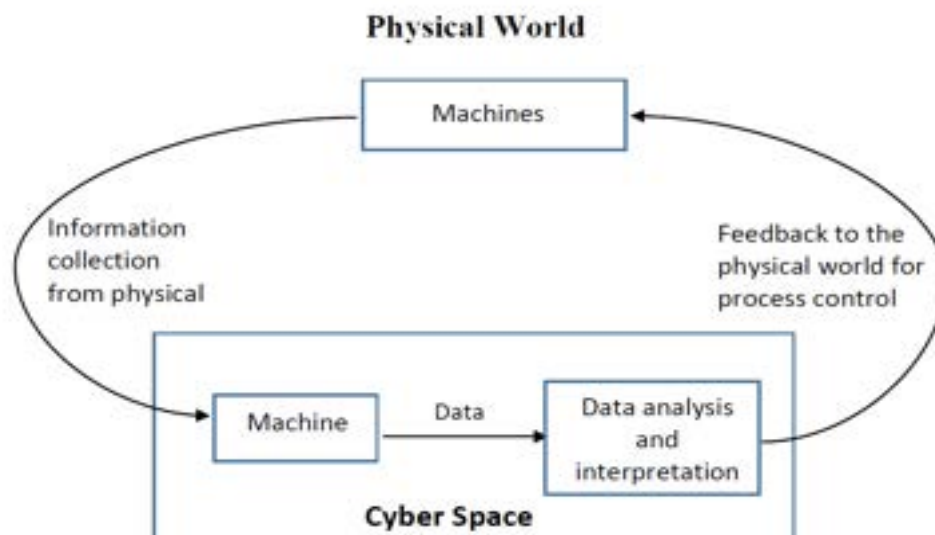 Physical World
Machines
Information
collection
from physical
Feedback to the
physical world for
process control
Machine
Data
Data analysis
and
interpretation
Cyber Space